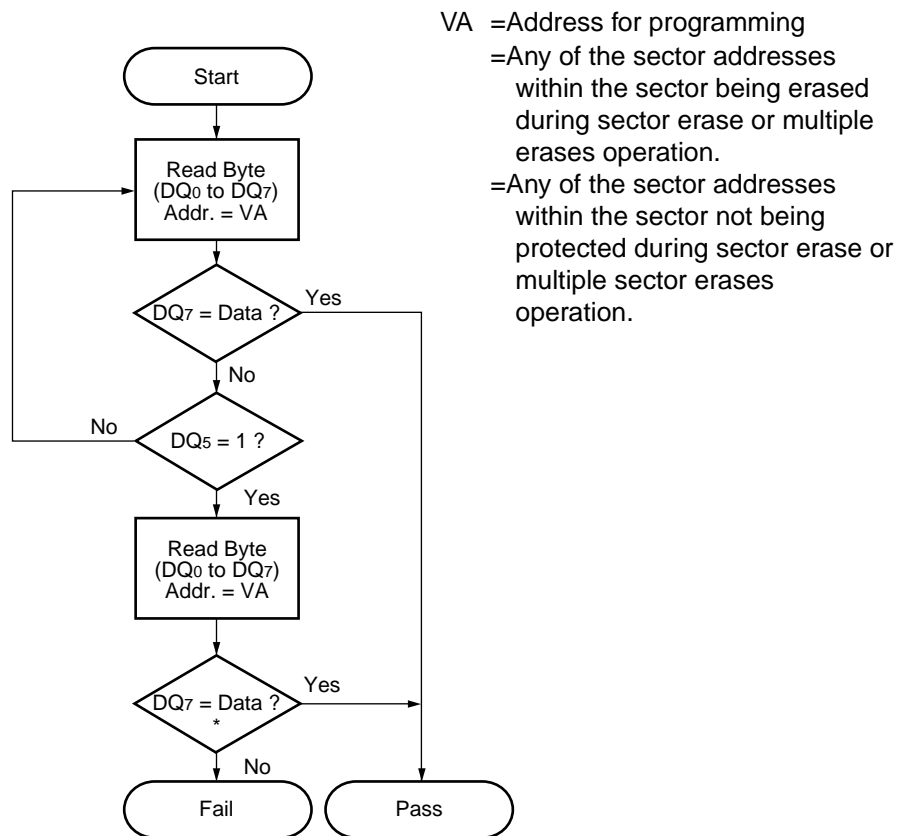 VA =Address for programming
=Any of the sector addresses
within the sector being erased
during sector erase or multiple
erases operation.
=Any of the sector addresses
within the sector not being
protected during sector erase or
multiple sector erases
operation.
Start
Read Byte
(DQ0 to DQ7)
Addr. = VA
DQ7 = Data ?
Yes
No
DQ5 = 1 ?
No
Yes
Read Byte
(DQ0 to DQ7)
Addr. = VA
DQ7 = Data ?
*
Yes
No
Fail
Pass